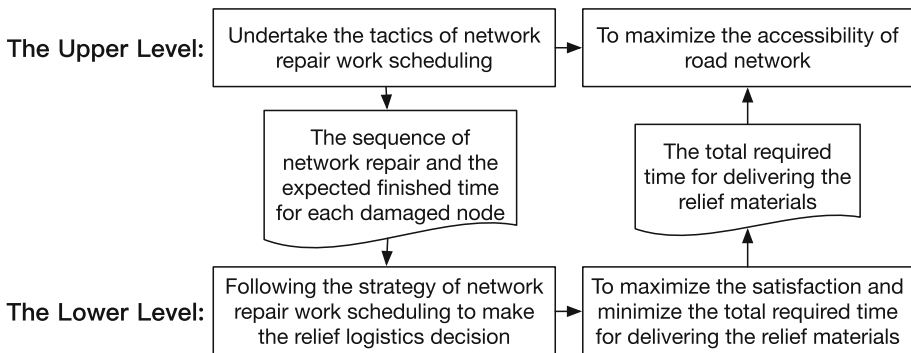 The Upper Level:
Undertake the tactics of network
repair work scheduling
To maximize the accessibility of
road network
The sequence of
network repair and the
expected finished time
for each damaged node
The total required
time for delivering the
relief materials
The Lower Level:
Following the strategy of network
repair work scheduling to make
the relief logistics decision
To maximize the satisfaction and
minimize the total required time
for delivering the relief materials